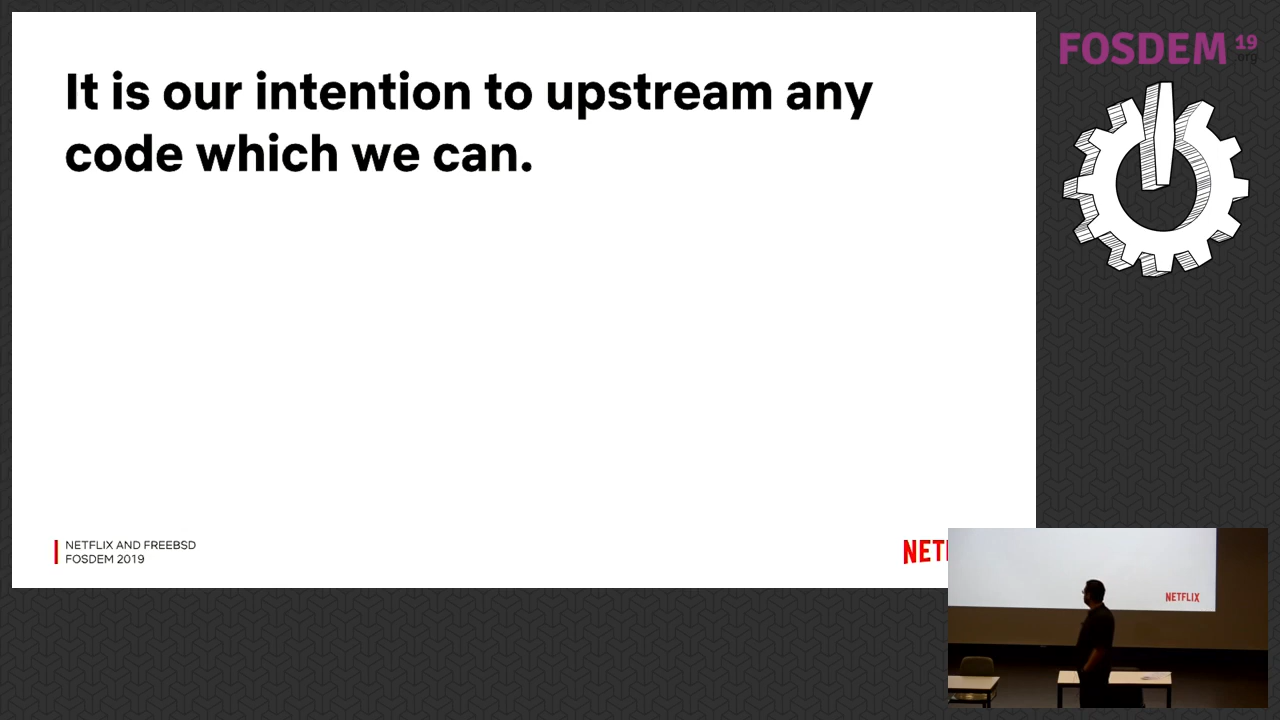 It is our intention to upstream any
code which we can.
NETFLIX AND FREEBSD
FOSDEM 2019
NETF
FOSDEM 19
.org
NETFLIX